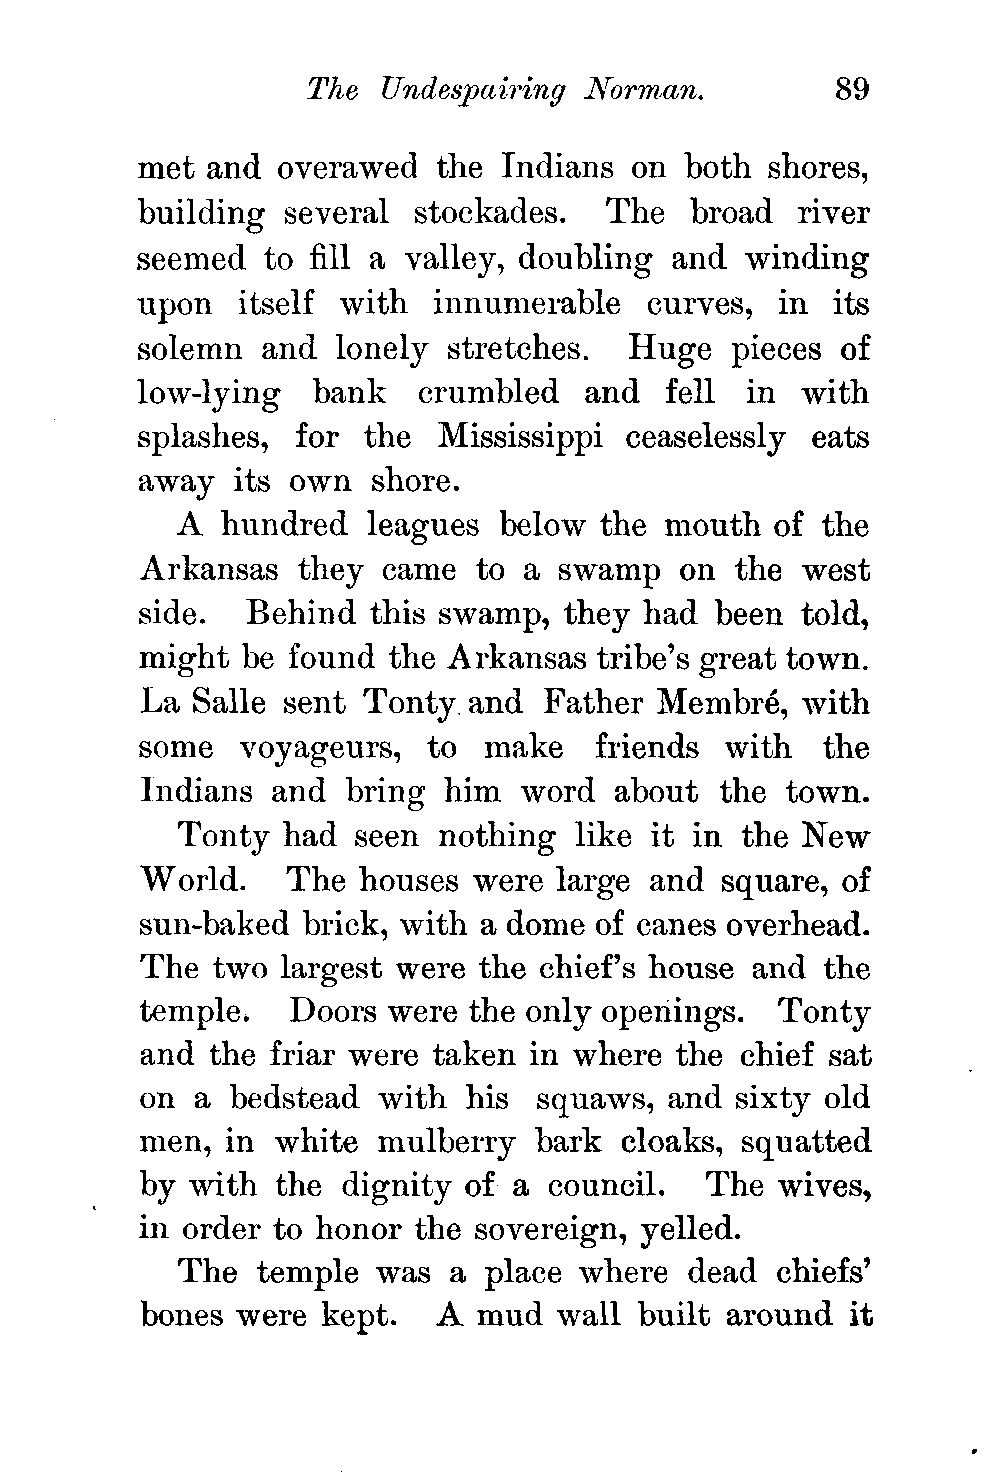 The Undespairing Norman. 89
met and overawed the Indians on both shores,
building several stockades. The broad river
seemed to fill a valley, doubling and winding
upon itself with innumerable curves, in its
solemn and lonely stretches. Huge pieces of
low-lying bank crumbled and fell in with
splashes, for the Mississippi ceaselessly eats
away its own shore.
A hundred leagues below the mouth of the
Arkansas they came to a swamp on the west
side. Behind this swamp, they had been told,
might be found the Arkansas tribe's great town.
La Salle sent Tonty and Father Membré, with
some voyageurs, to make friends with the
Indians and bring him word about the town.
Tonty had seen nothing like it in the New
World. The houses were large and square, of
sun-baked brick, with a dome of canes overhead.
The two largest were the chief's house and the
temple. Doors were the only openings. Tonty
and the friar were taken in where the chief sat
on a bedstead with his squaws, and sixty old
men, in white mulberry bark cloaks, squatted
by with the dignity of a council. The wives,
in order to honor the sovereign, yelled.
The temple was a place where dead chiefs'
bones were kept. A mud wall built around it